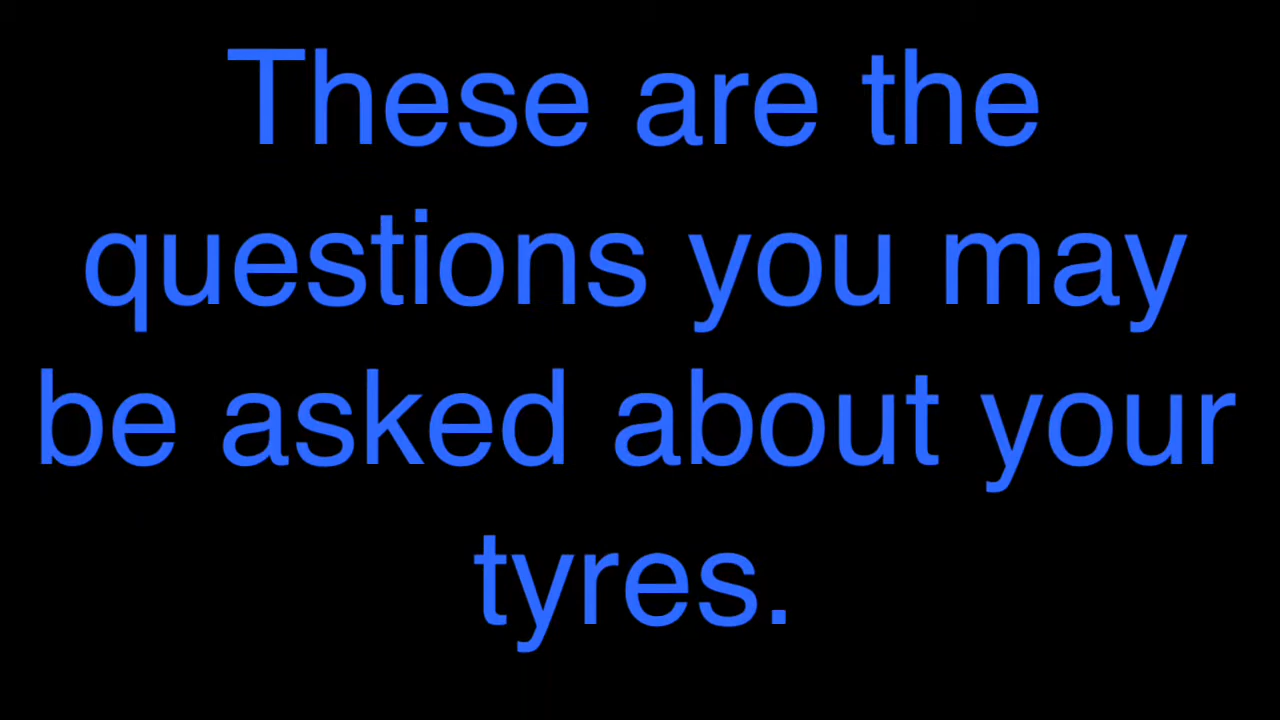 These are the
questions you may
be asked about your
tyres.